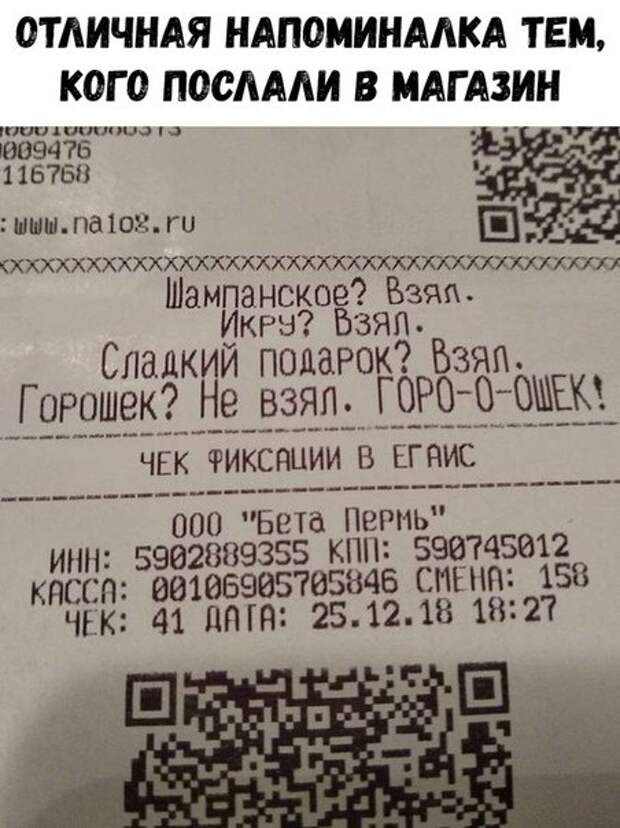 ОТЛИЧНАЯ НАПОМИНАЛКА ТЕМ,
КОГО ПОСЛАЛИ В МАГАЗИН
0009476
116768
: www.nalog.ru
Шампанское? Взял.
Икру? Взял.
Сладкий подарок? Взял.
Горошек? Не взял. ГОРО-О-ОШЕК!
ЧЕК ФИКСАЦИИ В ЕГАИС
ООО "Бета Пермь"
ИНН: 5902889355 КПП: 590745012
КАССА: 00106905705846 СМЕНА: 158
ЧЕК: 41 ДАТА: 25.12.18 18:27